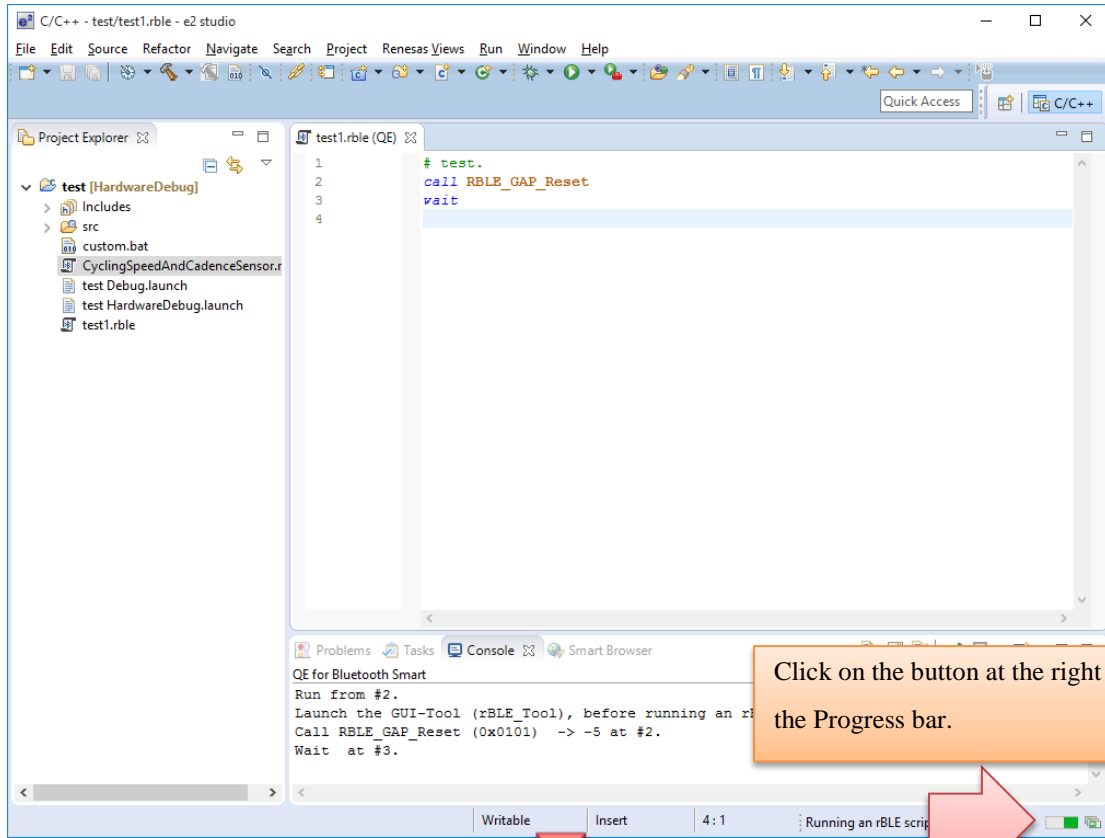 C/C++ - test/test1.rble - e2 studio
File Edit Source Refactor Navigate Search Project Renesas Views Run Window Help
Quick Access
C/C++
Project Explorer
test [HardwareDebug]
Includes
src
custom.bat
CyclingSpeedAndCadenceSensor.r
test Debug.launch
test HardwareDebug.launch
test1.rble
test1.rble (QE)
1 # test.
2 call RBLE_GAP_Reset
3 wait
4
Problems Tasks Console Smart Browser
QE for Bluetooth Smart
Run from #2.
Launch the GUI-Tool (rBLE_Tool), before running an
Call RBLE_GAP_Reset (0x0101) -> -5 at #2.
Wait at #3.
Click on the button at the right
the Progress bar.
Writable Insert 4 : 1 Running an rBLE scrip